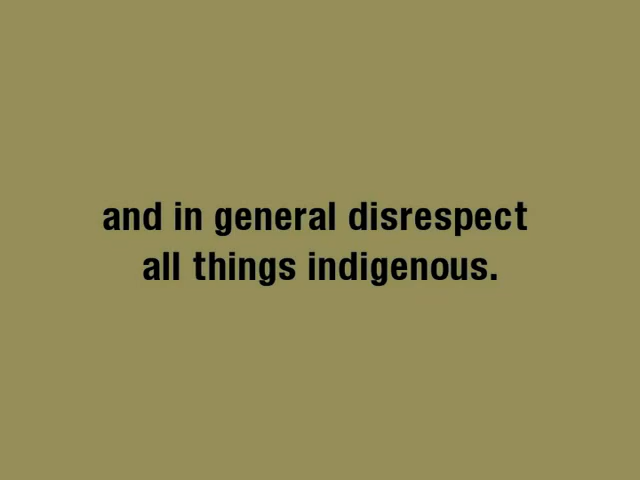 and in general disrespect
all things indigenous.